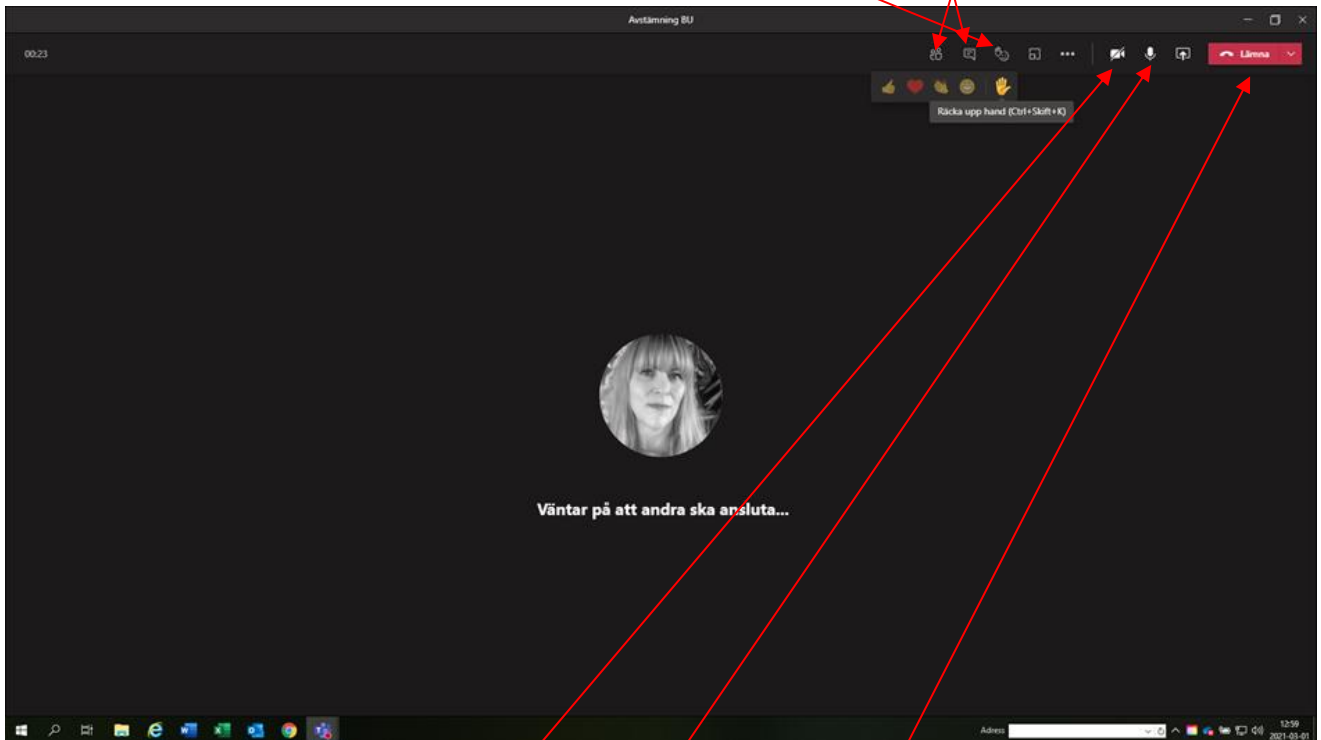 Avstämning BU
00:23
Lämna
Räcka upp hand (Ctrl+Skift+K)
Väntar på att andra ska ansluta...
Adress
12:59
2021-03-01